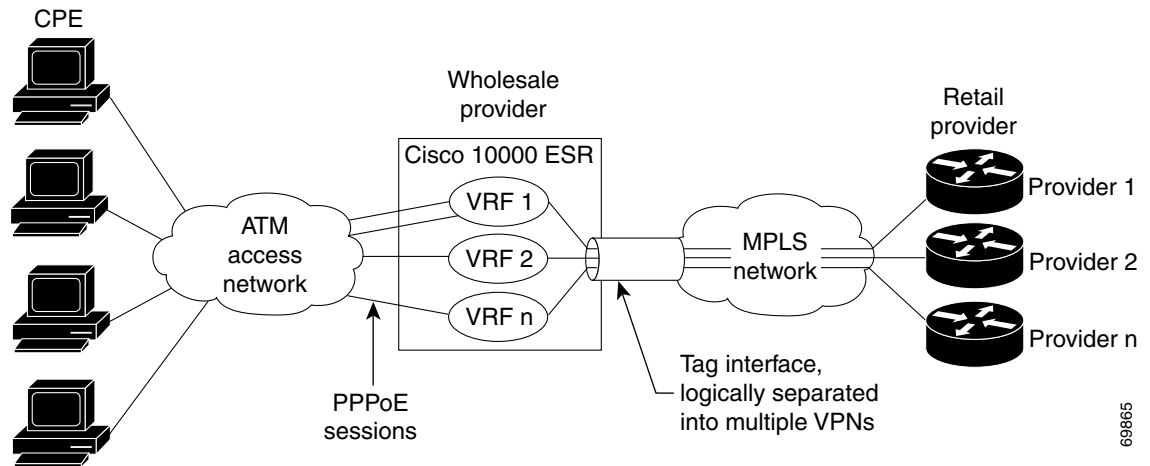 CPE
Wholesale
provider
Retail
provider
Cisco 10000 ESR
VRF 1
VRF 2
VRF n
ATM
access
network
MPLS
network
Provider 1
Provider 2
Provider n
PPPoE
sessions
Tag interface,
logically separated
into multiple VPNs
69865